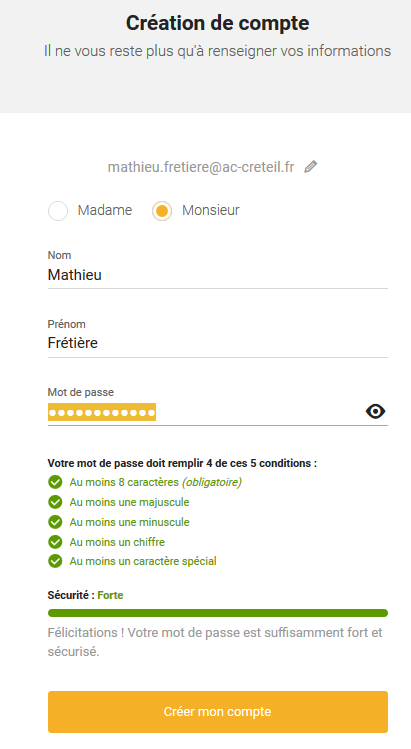 Création de compte
Il ne vous reste plus qu'à renseigner vos informations
mathieu.fretiere@ac-creteil.fr
Madame Monsieur
Nom
Mathieu
Prénom
Frétière
Mot de passe
●●●●●●●●●●●●
Votre mot de passe doit remplir 4 de ces 5 conditions :
Au moins 8 caractères (obligatoire)
Au moins une majuscule
Au moins une minuscule
Au moins un chiffre
Au moins un caractère spécial
Sécurité : Forte
Félicitations ! Votre mot de passe est suffisamment fort et
sécurisé.
Créer mon compte